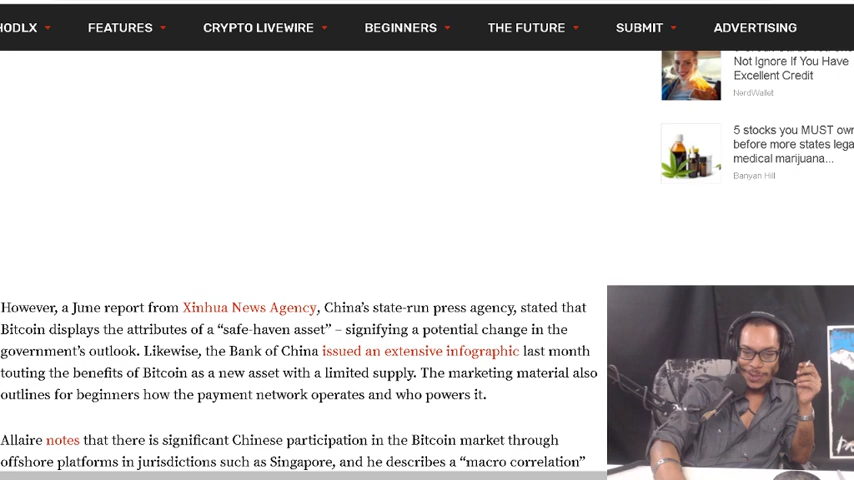 HODLX FEATURES CRYPTO LIVEWIRE BEGINNERS THE FUTURE SUBMIT ADVERTISING
Not Ignore If You Have
Excellent Credit
NerdWallet
5 stocks you MUST own
before more states lega
medical marijuana...
Banyan Hill
However, a June report from Xinhua News Agency, China's state-run press agency, stated that
Bitcoin displays the attributes of a “safe-haven asset” – signifying a potential change in the
government's outlook. Likewise, the Bank of China issued an extensive infographic last month
touting the benefits of Bitcoin as a new asset with a limited supply. The marketing material also
outlines for beginners how the payment network operates and who powers it.
Allaire notes that there is significant Chinese participation in the Bitcoin market through
offshore platforms in jurisdictions such as Singapore, and he describes a “macro correlation”